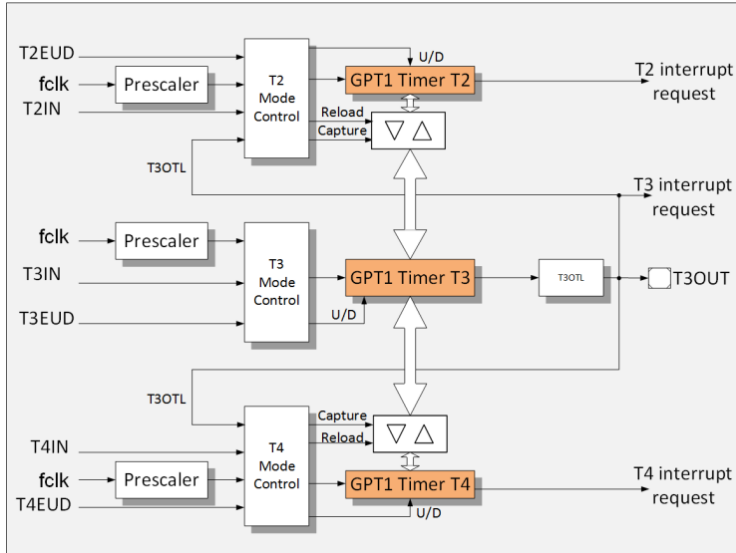 T2EUD
U/D
fclk
Prescaler
T2
Mode
Control
GPT1 Timer T2
T2 interrupt
request
T2IN
Reload
Capture
T3OTL
T3 interrupt
request
fclk
Prescaler
T3
Mode
Control
T3IN
GPT1 Timer T3
T3OTL
T3OUT
T3EUD
U/D
T3OTL
Capture
Reload
T4IN
T4
Mode
Control
fclk
Prescaler
GPT1 Timer T4
T4 interrupt
request
T4EUD
U/D